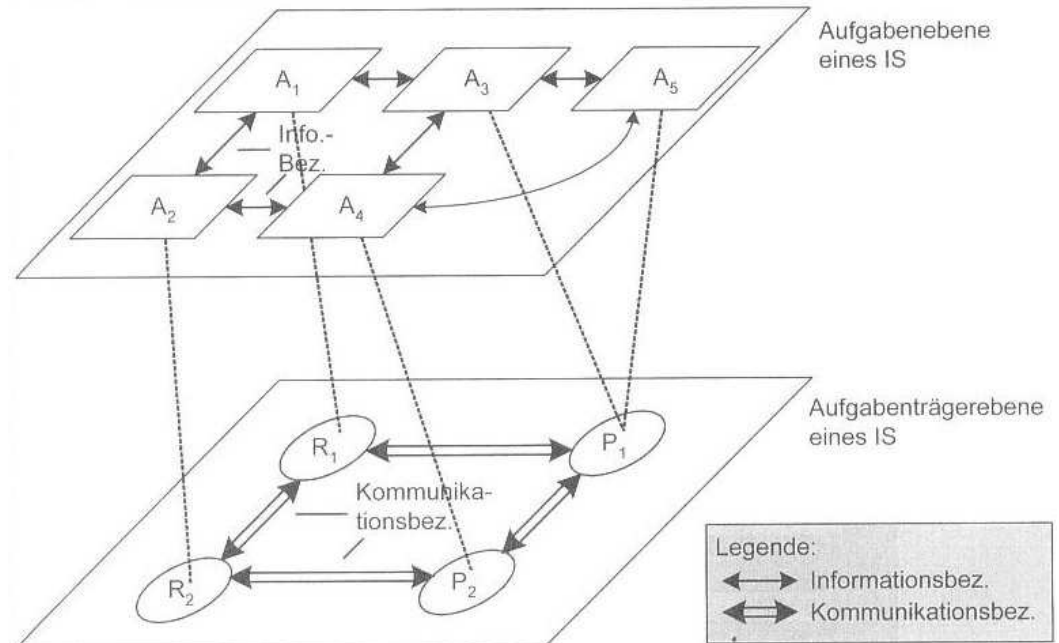 Aufgabenebene
eines IS
A1
A3
A5
Info.-
Bez.
A2
A4
Aufgabenträgerebene
eines IS
R1
P1
Kommunika-
tionsbez.
R2
P2
Legende:
Informationsbez.
Kommunikationsbez.